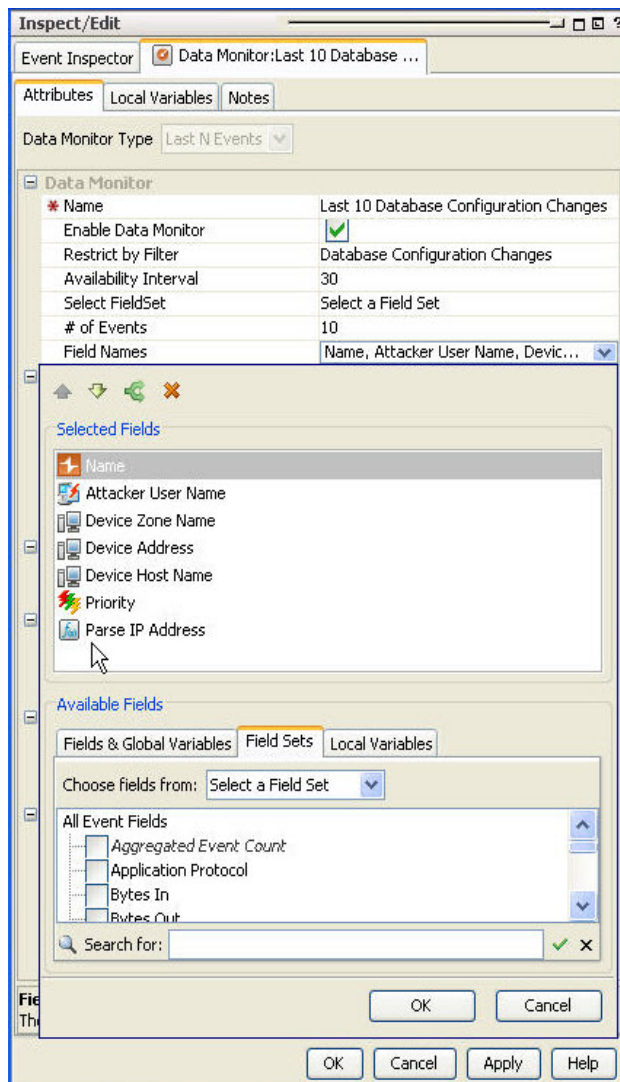 Inspect/Edit
Event Inspector
Data Monitor:Last 10 Database ...
Attributes
Local Variables
Notes
Data Monitor Type
Last N Events
Data Monitor
* Name
Last 10 Database Configuration Changes
Enable Data Monitor
Restrict by Filter
Database Configuration Changes
Availability Interval
30
Select FieldSet
Select a Field Set
# of Events
10
Field Names
Name, Attacker User Name, Devic...
Selected Fields
Name
Attacker User Name
Device Zone Name
Device Address
Device Host Name
Priority
Parse IP Address
Available Fields
Fields & Global Variables
Field Sets
Local Variables
Choose fields from:
Select a Field Set
All Event Fields
Aggregated Event Count
Application Protocol
Bytes In
Bytes Out
Search for:
OK
Cancel
OK
Cancel
Apply
Help